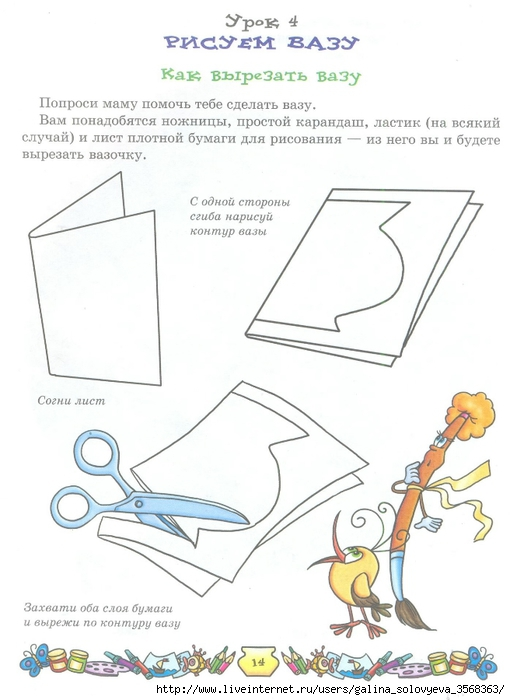 Урок 4
РИСУЕМ ВАЗУ
Как вырезать вазу
Попроси маму помочь тебе сделать вазу.
Вам понадобятся ножницы, простой карандаш, ластик (на всякий
случай) и лист плотной бумаги для рисования — из него вы и будете
вырезать вазочку.
С одной стороны
сгиба нарисуй
контур вазы
Согни лист
Захвати оба слоя бумаги
и вырежи по контуру вазу
14
http://www.liveinternet.ru/users/galina_solovyeva_3568363/